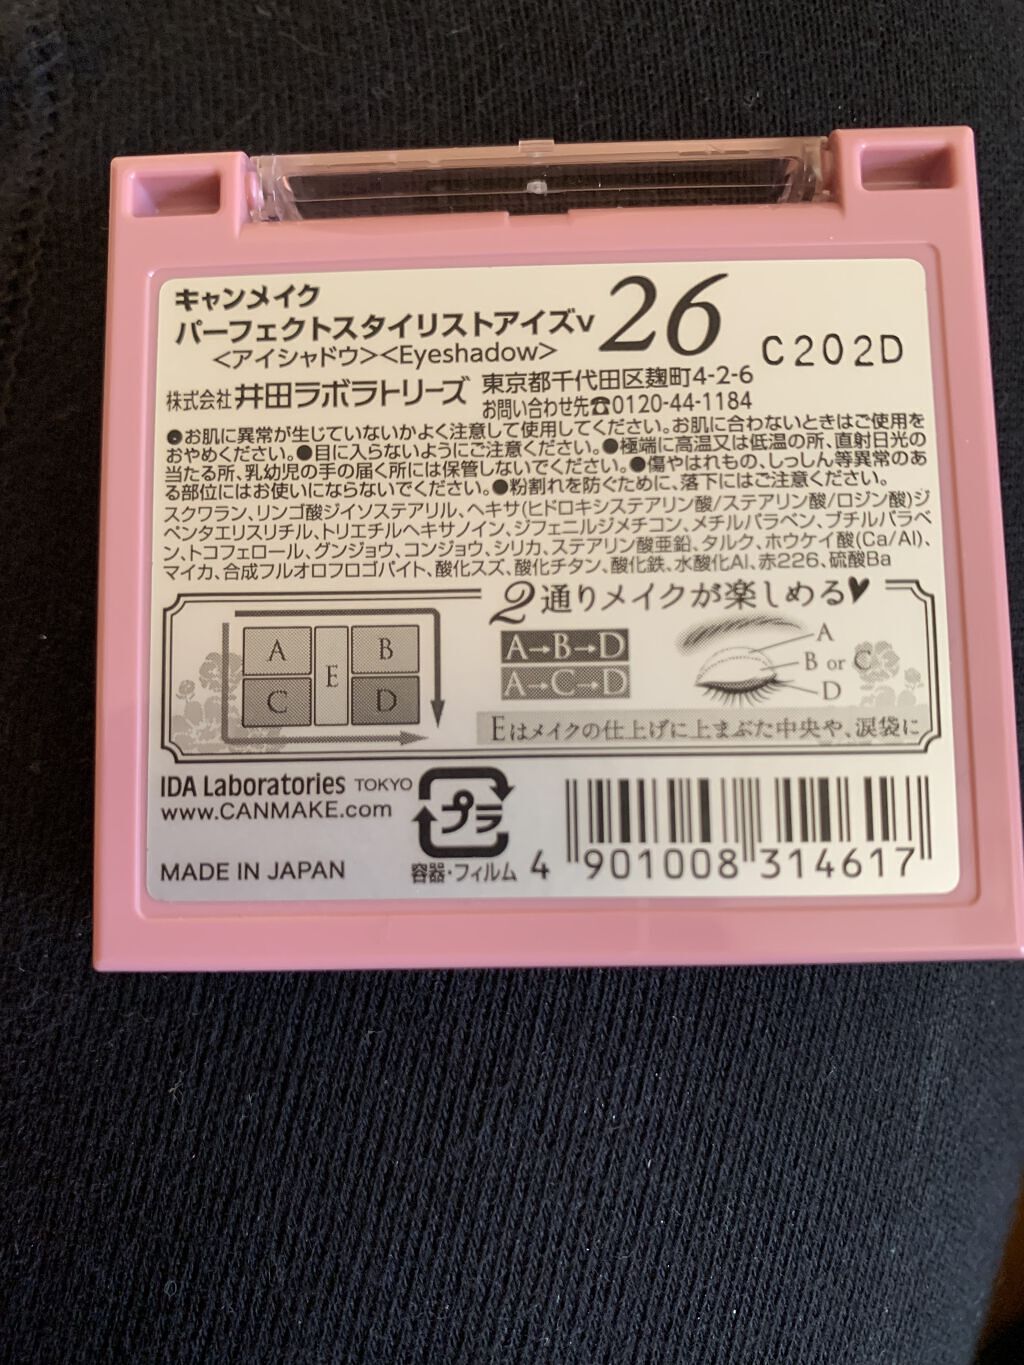 キャンメイク
パーフェクトスタイリストアイズv 26
<アイシャドウ><Eyeshadow>
C202D
株式会社 井田ラボラトリーズ 東京都千代田区麹町4-2-6
お問い合わせ先☎0120-44-1184
●お肌に異常が生じていないかよく注意して使用してください。お肌に合わないときはご使用を
おやめください。●目に入らないようにご注意ください。●極端に高温又は低温の所、直射日光の
当たる所、乳幼児の手の届く所には保管しないでください。●傷やはれもの、しっしん等異常のあ
る部位にはお使いにならないでください。●粉割れを防ぐために、落下にはご注意ください。
スクワラン、リンゴ酸ジイソステアリル、ヘキサ(ヒドロキシステアリン酸/ステアリン酸/ロジン酸)ジ
ペンタエリスリチル、トリエチルヘキサノイン、ジフェニルジメチコン、メチルパラベン、ブチルパラベ
ン、トコフェロール、グンジョウ、コンジョウ、シリカ、ステアリン酸亜鉛、タルク、ホウケイ酸(Ca/Al)、
マイカ、合成フルオロフロゴパイト、酸化スズ、酸化チタン、酸化鉄、水酸化Al、赤226、硫酸Ba
2通りメイクが楽しめる♥
A E B
C D
A→B→D
A→C→D
A
B or C
D
Eはメイクの仕上げに上まぶた中央や、涙袋に
IDA Laboratories TOKYO
www.CANMAKE.com
MADE IN JAPAN
プラ
容器・フィルム
4 901008 314617